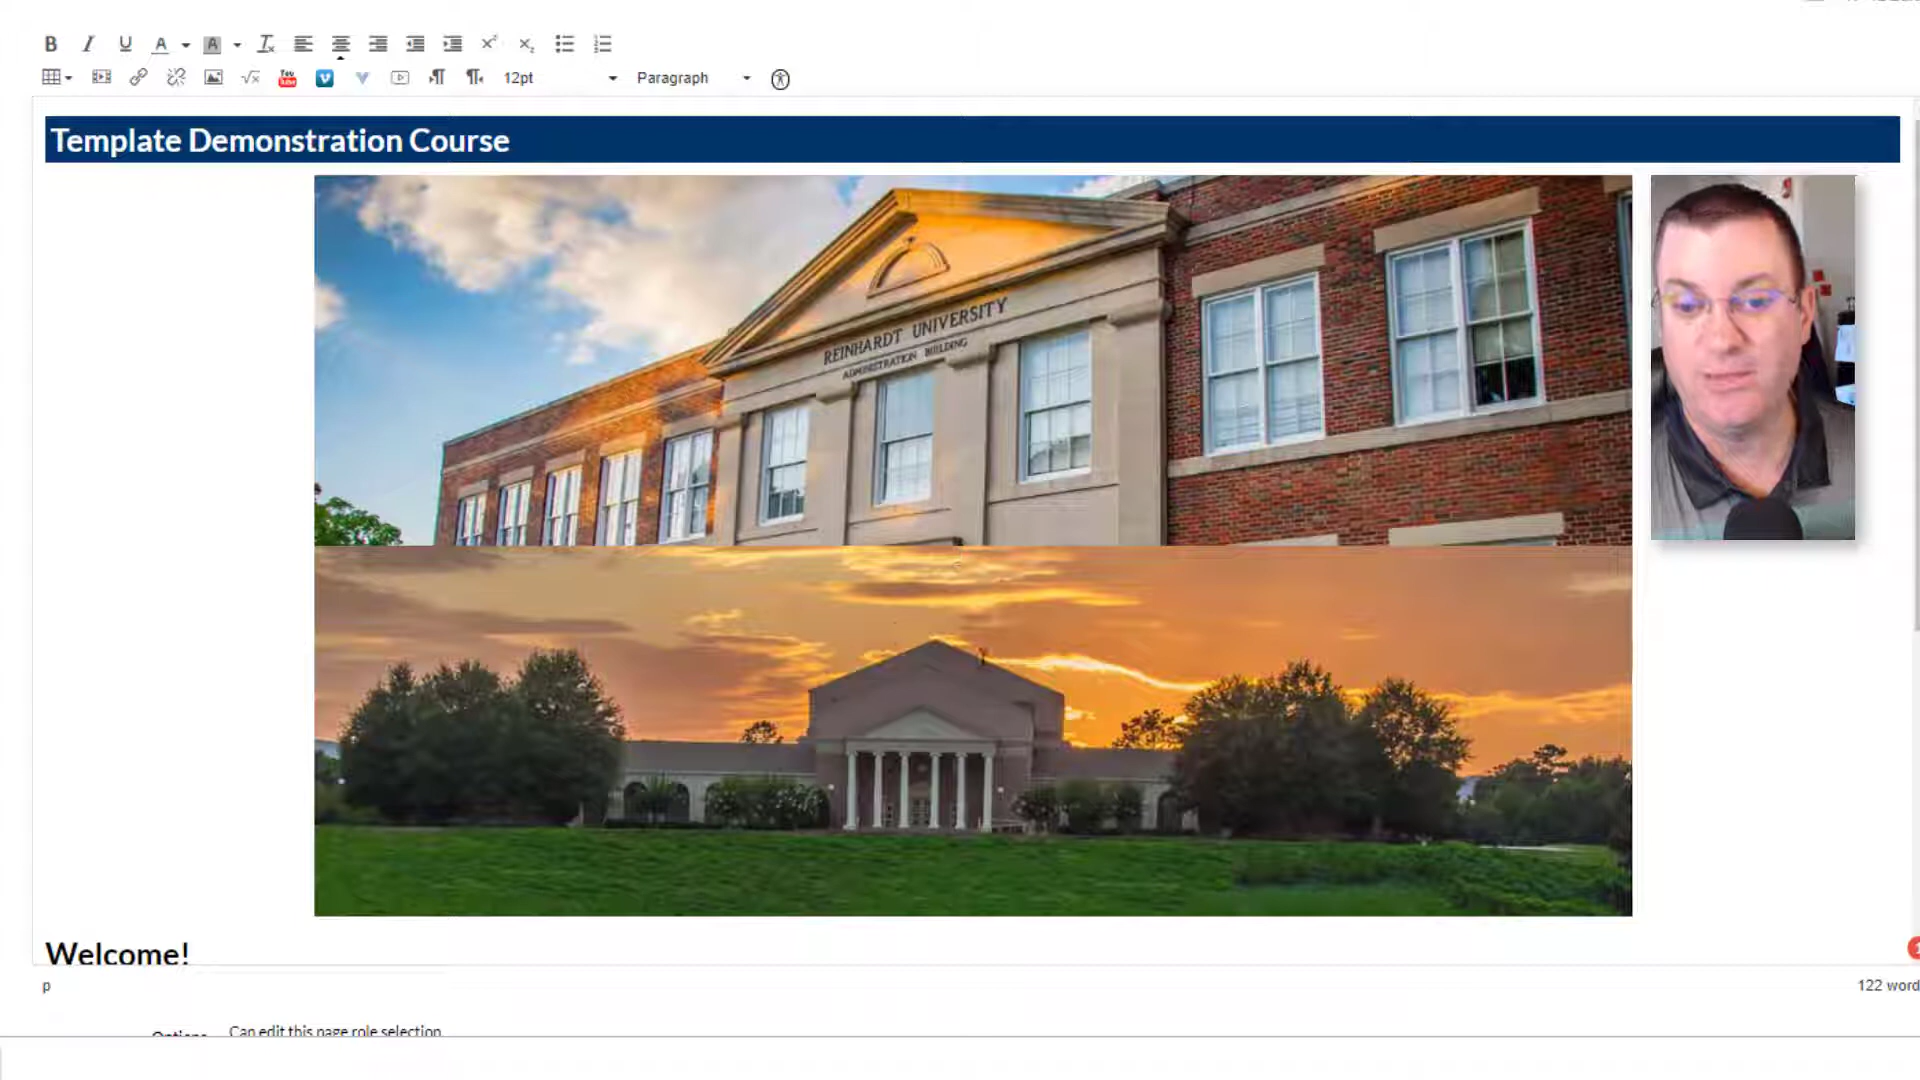 12pt
Paragraph
Template Demonstration Course
REINHARDT UNIVERSITY
ADMINISTRATION BUILDING
Welcome!
p
122 word
Can edit this page role selection